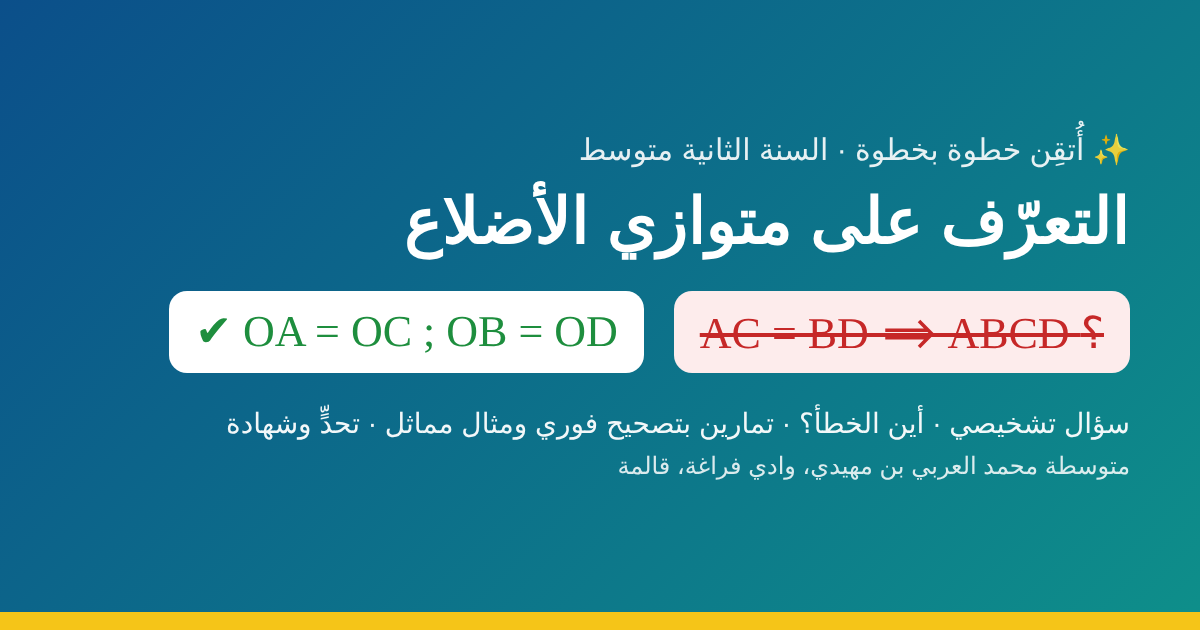 ✨ أُتقِن خطوة بخطوة · السنة الثانية متوسط
التعرّف على متوازي الأضلاع
AC = BD ⟹ ABCD ؟
✔ OA = OC ; OB = OD
سؤال تشخيصي · أين الخطأ؟ · تمارين بتصحيح فوري ومثال مماثل · تحدٍّ وشهادة
متوسطة محمد العربي بن مهيدي، وادي فراغة، قالمة